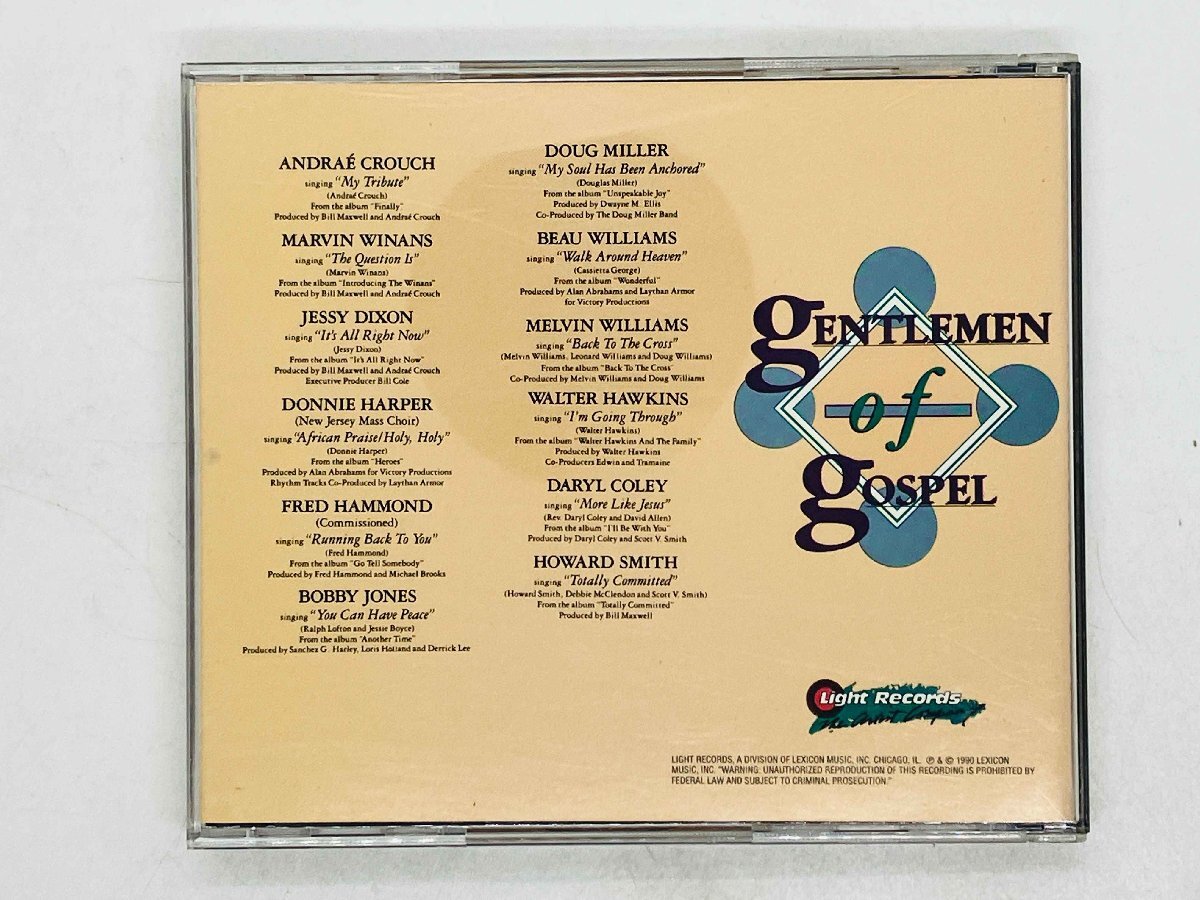 ANDRAÉ CROUCH
singing "My Tribute"
(Andraé Crouch)
From the album "Finally"
Produced by Bill Maxwell and Andraé Crouch
MARVIN WINANS
singing "The Question Is"
(Marvin Winans)
From the album "Introducing The Winans"
Produced by Bill Maxwell and Andraé Crouch
JESSY DIXON
singing "It's All Right Now"
(Jessy Dixon)
From the album "It's All Right Now"
Produced by Bill Maxwell and Andraé Crouch
Executive Producer Bill Cole
DONNIE HARPER
(New Jersey Mass Choir)
singing "African Praise/Holy, Holy"
(Donnie Harper)
From the album "Heroes"
Produced by Alan Abrahams for Victory Productions
Rhythm Tracks Co-Produced by Laythan Armor
FRED HAMMOND
(Commissioned)
singing "Running Back To You"
(Fred Hammond)
From the album "Go Tell Somebody"
Produced by Fred Hammond and Michael Brooks
BOBBY JONES
singing "You Can Have Peace"
(Ralph Lofton and Jessie Boyce)
From the album "Another Time"
Produced by Sanchez G. Harley, Loris Holland and Derrick Lee
DOUG MILLER
singing "My Soul Has Been Anchored"
(Douglas Miller)
From the album "Unspeakable Joy"
Produced by Dwayne M. Ellis
Co-Produced by The Doug Miller Band
BEAU WILLIAMS
singing "Walk Around Heaven"
(Cassietta George)
From the album "Wonderful"
Produced by Alan Abrahams and Laythan Armor
for Victory Productions
MELVIN WILLIAMS
singing "Back To The Cross"
(Melvin Williams, Leonard Williams and Doug Williams)
From the album "Back To The Cross"
Co-Produced by Melvin Williams and Doug Williams
WALTER HAWKINS
singing "I'm Going Through"
(Walter Hawkins)
From the album "Walter Hawkins And The Family"
Produced by Walter Hawkins
Co-Producers Edwin and Tramaine
DARYL COLEY
singing "More Like Jesus"
(Rev. Daryl Coley and David Allen)
From the album "I'll Be With You"
Produced by Daryl Coley and Scott V. Smith
HOWARD SMITH
singing "Totally Committed"
(Howard Smith, Debbie McClendon and Scott V. Smith)
From the album "Totally Committed"
Produced by Bill Maxwell
gENTLEMEN
of
gOSPEL
Light Records
the Artist Company
LIGHT RECORDS, A DIVISION OF LEXICON MUSIC, INC. CHICAGO, IL. ℗ & © 1990 LEXICON
MUSIC, INC. "WARNING: UNAUTHORIZED REPRODUCTION OF THIS RECORDING IS PROHIBITED BY
FEDERAL LAW AND SUBJECT TO CRIMINAL PROSECUTION."